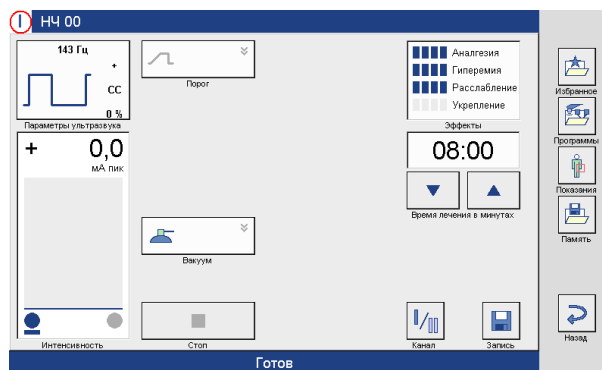 I НЧ 00
143 Гц
+
CC
0 %
Параметры ультразвука
Порог
Аналгезия
Гиперемия
Расслабление
Укрепление
Эффекты
+ 0,0
мА пик
08:00
Время лечения в минутах
Вакуум
Интенсивность
Стоп
Канал
Запись
Готов
Избранное
Программы
Показания
Память
Назад